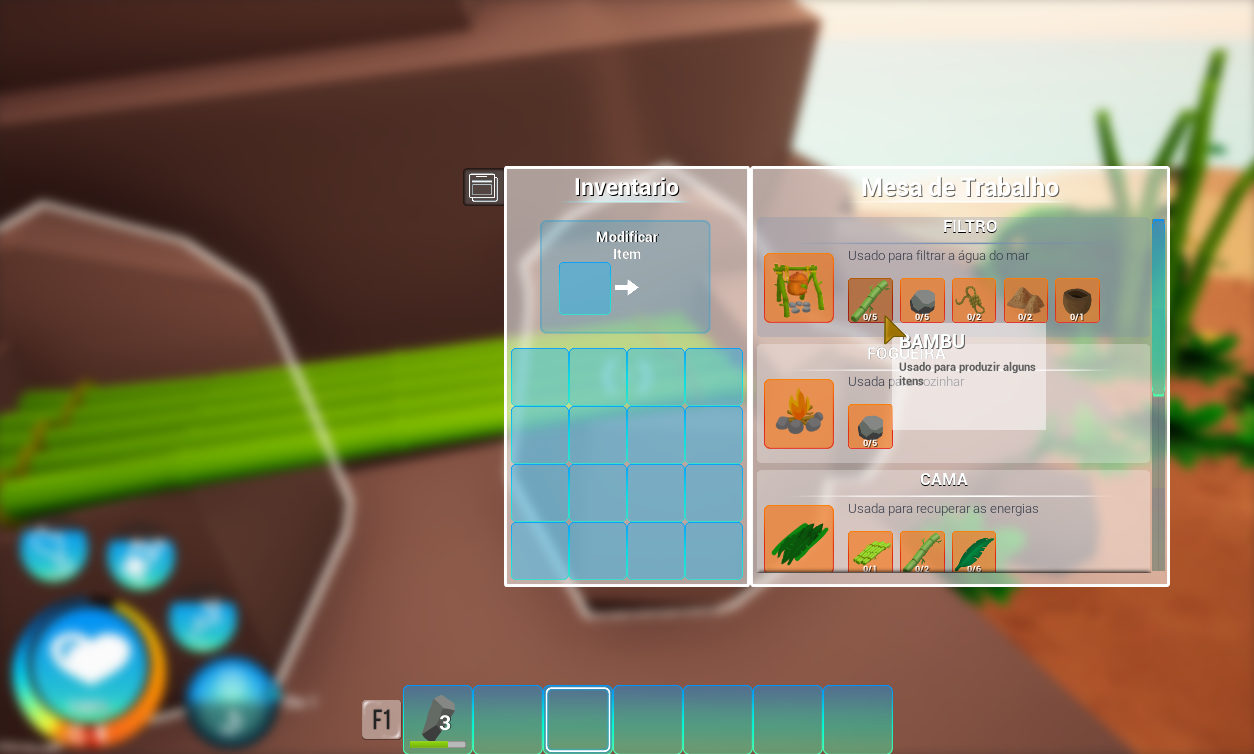 Inventario
Mesa de Trabalho
Modificar
Item
FILTRO
Usado para filtrar a água do mar
0/5 0/5 0/2 0/2 0/1
BAMBU
Usado para produzir alguns
itens
FOGUEIRA
Usada para cozinhar
0/5
CAMA
Usada para recuperar as energias
0/1 0/2 0/6
F1
3